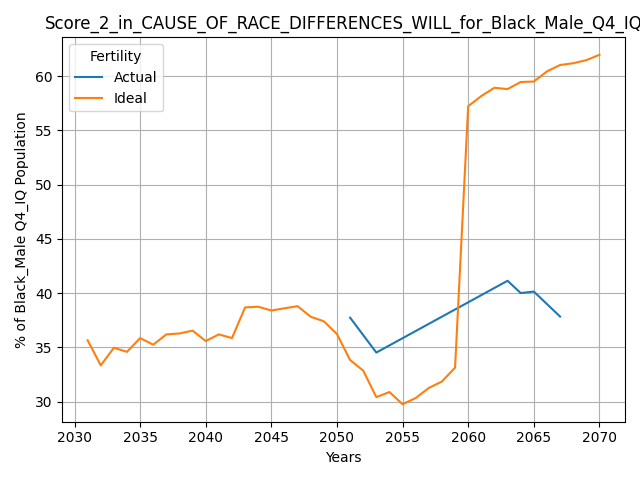 Score_2_in_CAUSE_OF_RACE_DIFFERENCES_WILL_for_Black_Male_Q4_IQ
Fertility
Actual
Ideal
60
55
50
45
40
35
30
% of Black_Male Q4_IQ Population
2030 2035 2040 2045 2050 2055 2060 2065 2070
Years